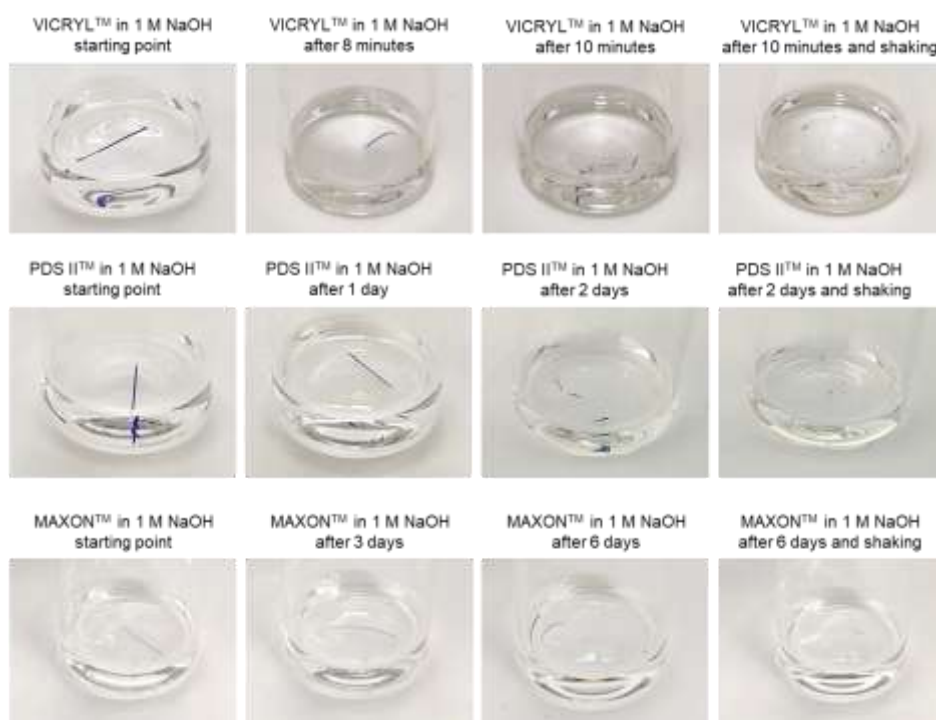 VICRYL™ in 1 M NaOH
starting point
VICRYL™ in 1 M NaOH
after 8 minutes
VICRYL™ in 1 M NaOH
after 10 minutes
VICRYL™ in 1 M NaOH
after 10 minutes and shaking
PDS II™ in 1 M NaOH
starting point
PDS II™ in 1 M NaOH
after 1 day
PDS II™ in 1 M NaOH
after 2 days
PDS II™ in 1 M NaOH
after 2 days and shaking
MAXON™ in 1 M NaOH
starting point
MAXON™ in 1 M NaOH
after 3 days
MAXON™ in 1 M NaOH
after 6 days
MAXON™ in 1 M NaOH
after 6 days and shaking